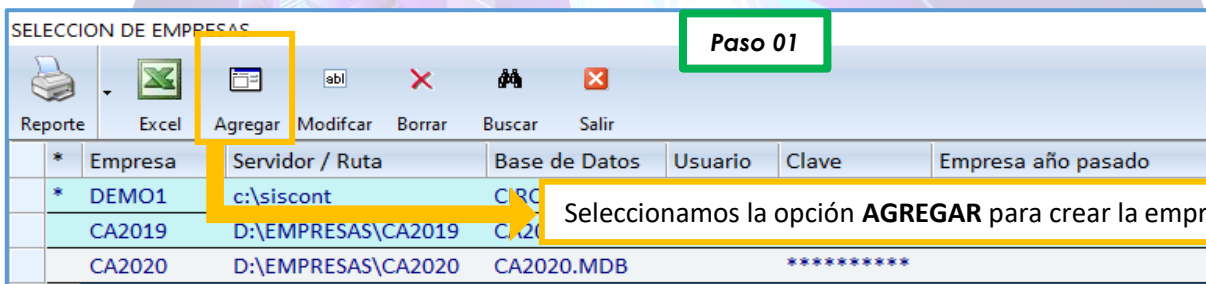 SELECCION DE EMPRESAS
Paso 01
Reporte Excel Agregar Modifcar Borrar Buscar Salir
* Empresa Servidor / Ruta Base de Datos Usuario Clave Empresa año pasado
* DEMO1 c:\siscont
Seleccionamos la opción AGREGAR para crear la
CA2019 D:\EMPRESAS\CA2019
CA2020 D:\EMPRESAS\CA2020 CA2020.MDB **********